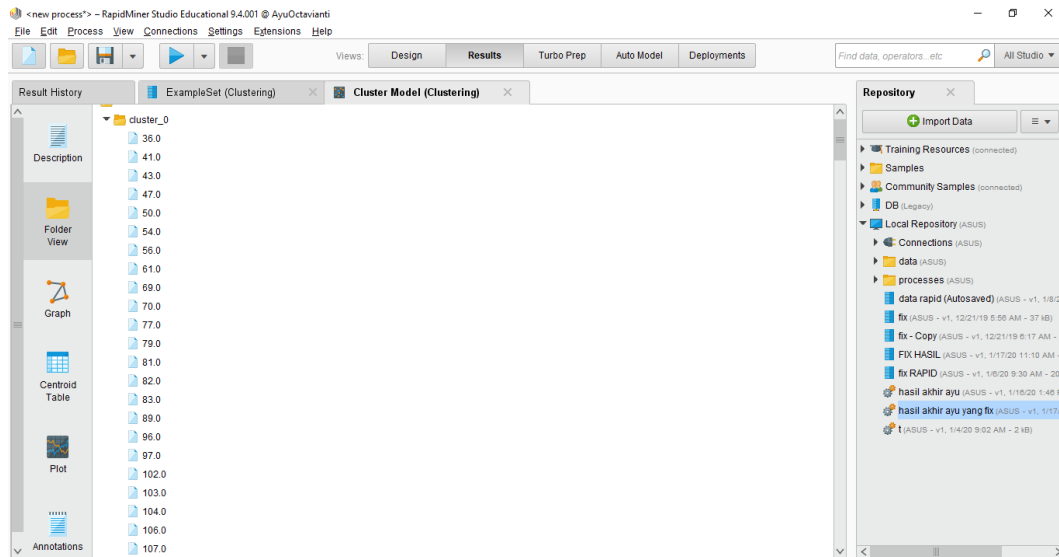 <new process*> – RapidMiner Studio Educational 9.4.001 @ AyuOctavianti
File Edit Process View Connections Settings Extensions Help
Views: Design Results Turbo Prep Auto Model Deployments Find data, operators...etc All Studio
Result History ExampleSet (Clustering) Cluster Model (Clustering) Repository
Import Data
Description
Folder View
Graph
Centroid Table
Plot
Annotations
cluster_0
36.0
41.0
43.0
47.0
50.0
54.0
56.0
61.0
69.0
70.0
77.0
79.0
81.0
82.0
83.0
89.0
96.0
97.0
102.0
103.0
104.0
106.0
107.0
Training Resources (connected)
Samples
Community Samples (connected)
DB (Legacy)
Local Repository (ASUS)
Connections (ASUS)
data (ASUS)
processes (ASUS)
data rapid (Autosaved) (ASUS - v1, 1/8/2
fix (ASUS - v1, 12/21/19 5:56 AM - 37 kB)
fix - Copy (ASUS - v1, 12/21/19 6:17 AM -
FIX HASIL (ASUS - v1, 1/17/20 11:10 AM -
fix RAPID (ASUS - v1, 1/6/20 9:30 AM - 20
hasil akhir ayu (ASUS - v1, 1/16/20 1:46 P
hasil akhir ayu yang fix (ASUS - v1, 1/17/
t (ASUS - v1, 1/4/20 9:02 AM - 2 kB)